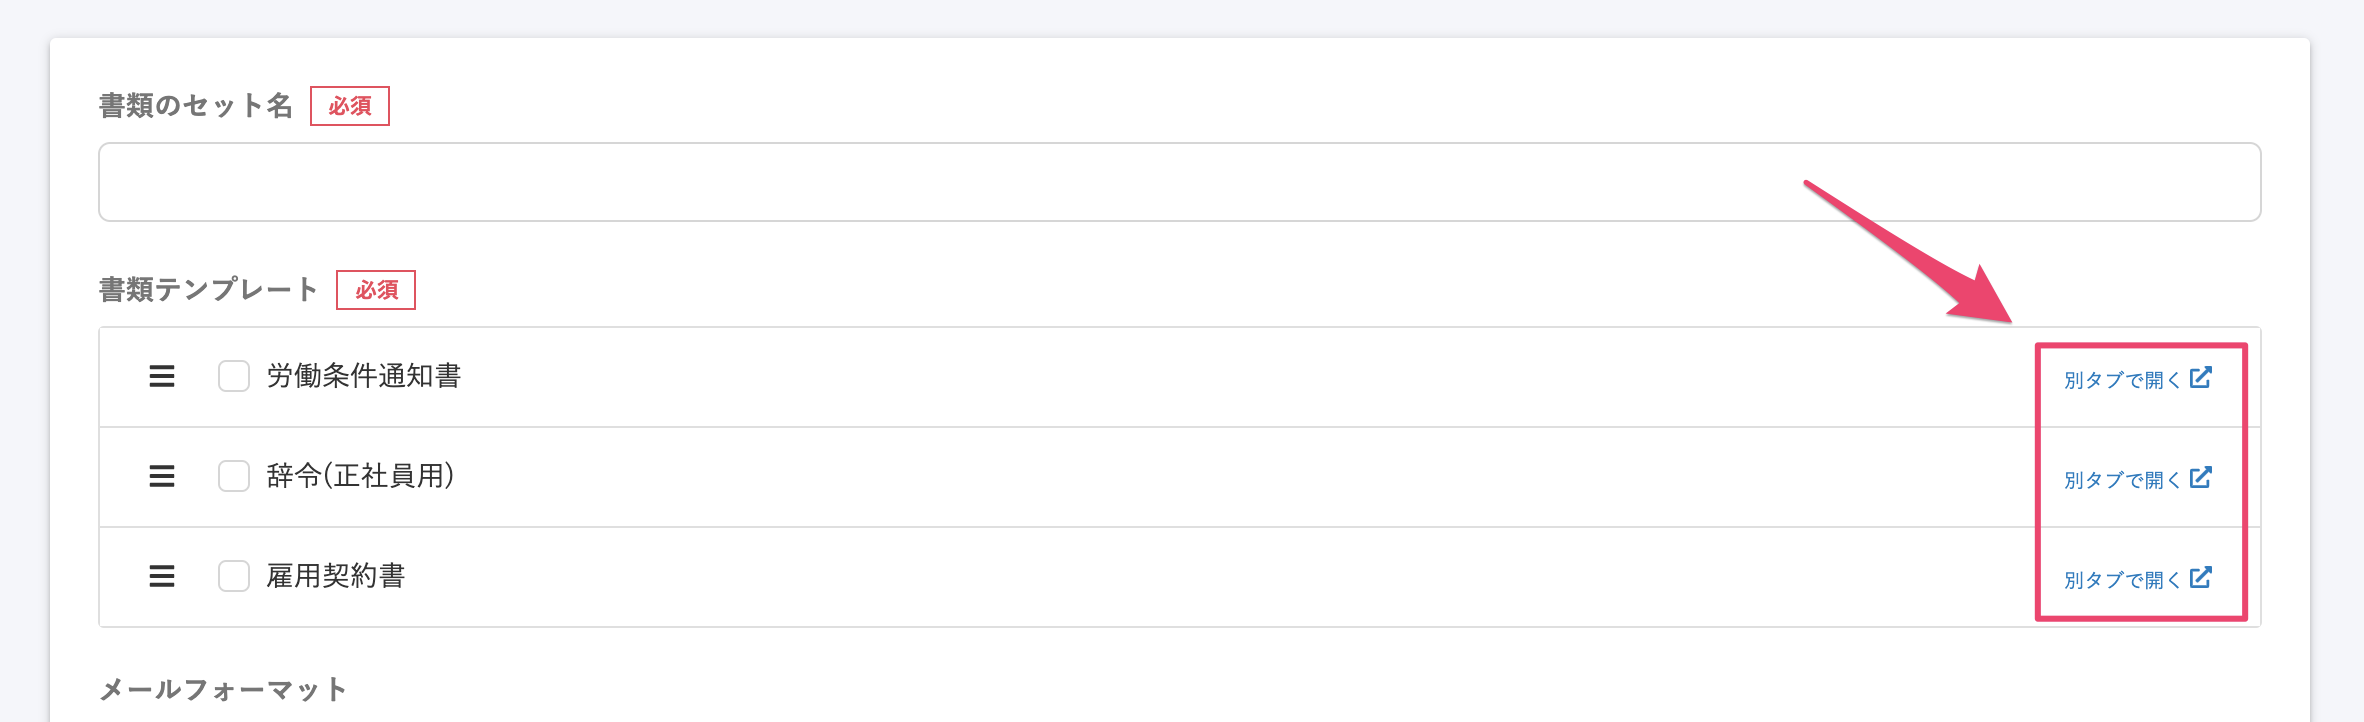 書類のセット名 必須
書類テンプレート 必須
労働条件通知書 別タブで開く
辞令(正社員用) 別タブで開く
雇用契約書 別タブで開く
メールフォーマット